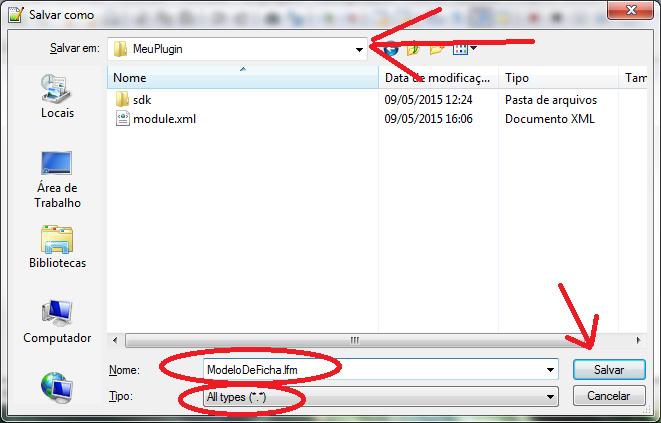 Salvar como
Salvar em: MeuPlugin
Nome Data de modificaç... Tipo Tam
sdk 09/05/2015 12:24 Pasta de arquivos
module.xml 09/05/2015 16:06 Documento XML
Locais
Área de
Trabalho
Bibliotecas
Computador
Nome: ModeloDeFicha.lfm Salvar
Tipo: All types (*.*) Cancelar